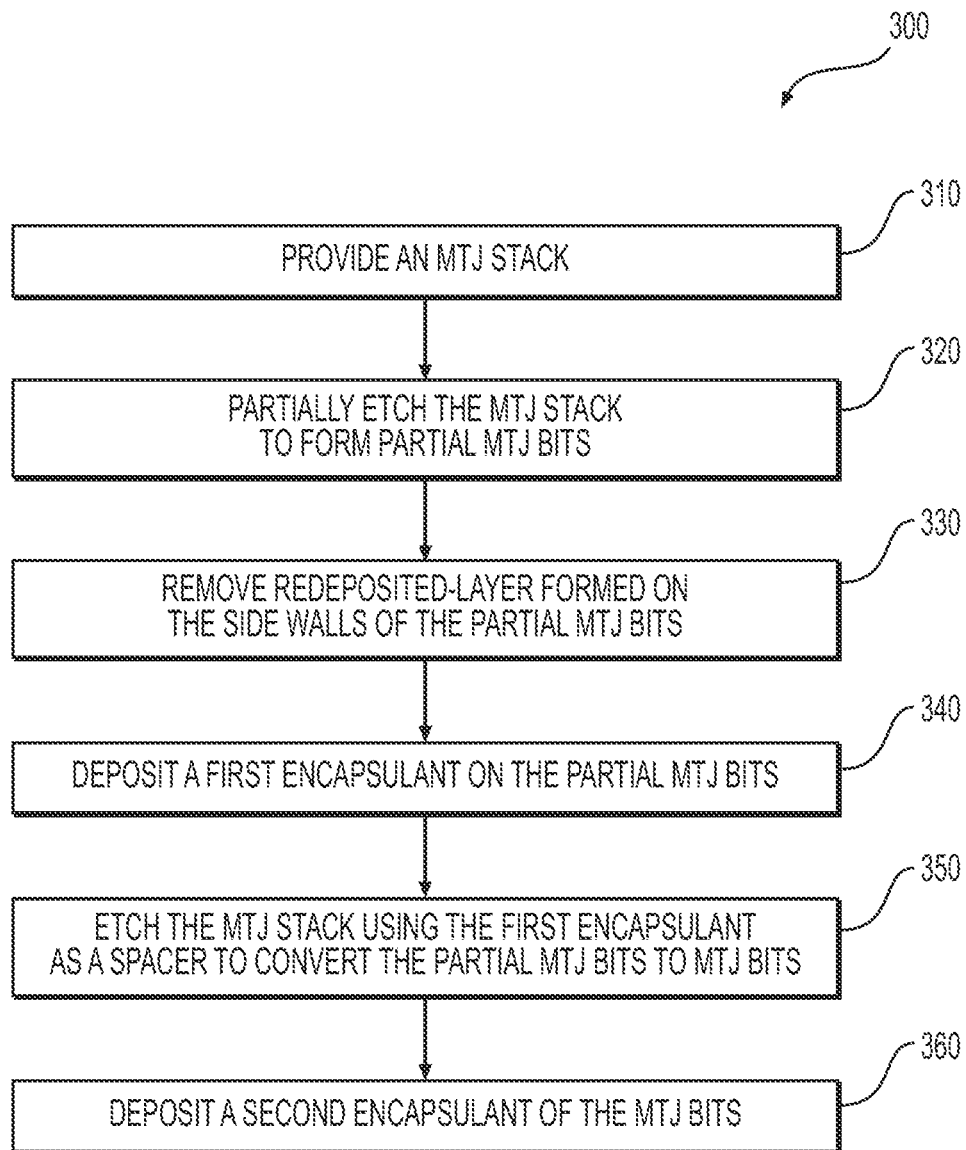 300
310
PROVIDE AN MTJ STACK
320
PARTIALLY ETCH THE MTJ STACK
TO FORM PARTIAL MTJ BITS
330
REMOVE REDEPOSITED-LAYER FORMED ON
THE SIDE WALLS OF THE PARTIAL MTJ BITS
340
DEPOSIT A FIRST ENCAPSULANT ON THE PARTIAL MTJ BITS
350
ETCH THE MTJ STACK USING THE FIRST ENCAPSULANT
AS A SPACER TO CONVERT THE PARTIAL MTJ BITS TO MTJ BITS
360
DEPOSIT A SECOND ENCAPSULANT OF THE MTJ BITS